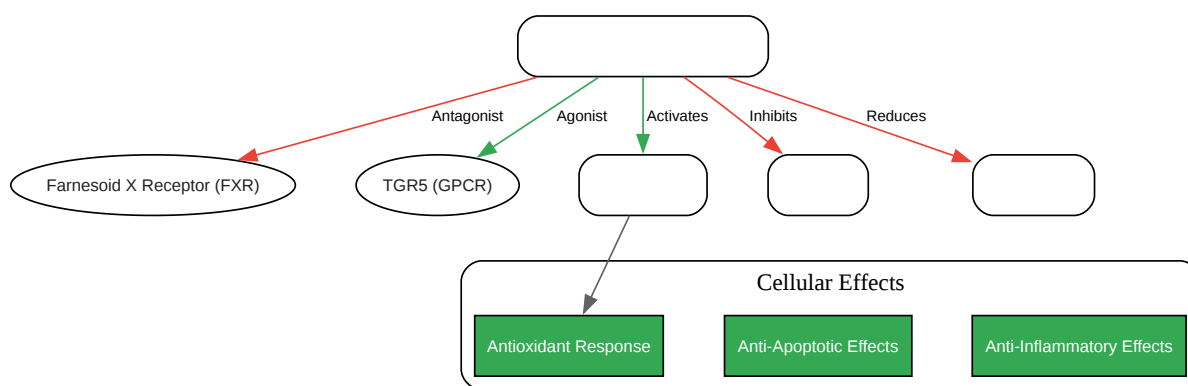 Antagonist
Agonist
Activates
Inhibits
Reduces
Farnesoid X Receptor (FXR)
TGR5 (GPCR)
Cellular Effects
Antioxidant Response
Anti-Apoptotic Effects
Anti-Inflammatory Effects